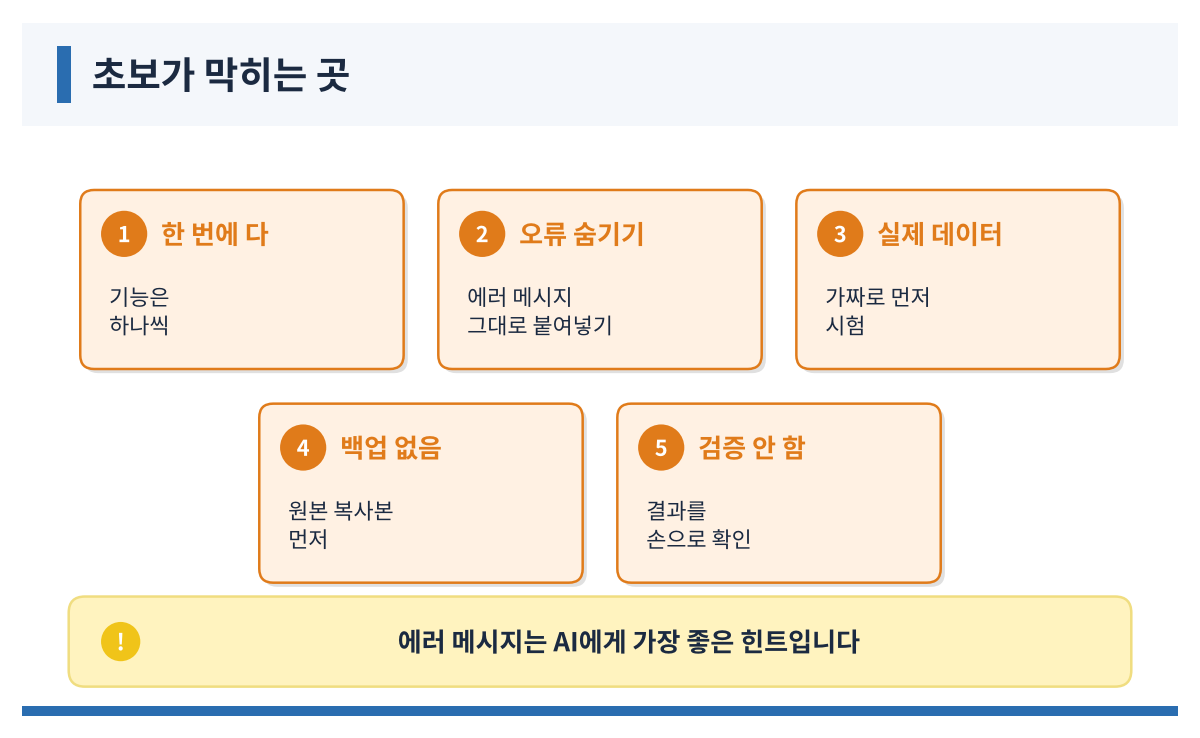 초보가 막히는 곳
1 한 번에 다
기능은
하나씩
2 오류 숨기기
에러 메시지
그대로 붙여넣기
3 실제 데이터
가짜로 먼저
시험
4 백업 없음
원본 복사본
먼저
5 검증 안 함
결과를
손으로 확인
! 에러 메시지는 AI에게 가장 좋은 힌트입니다